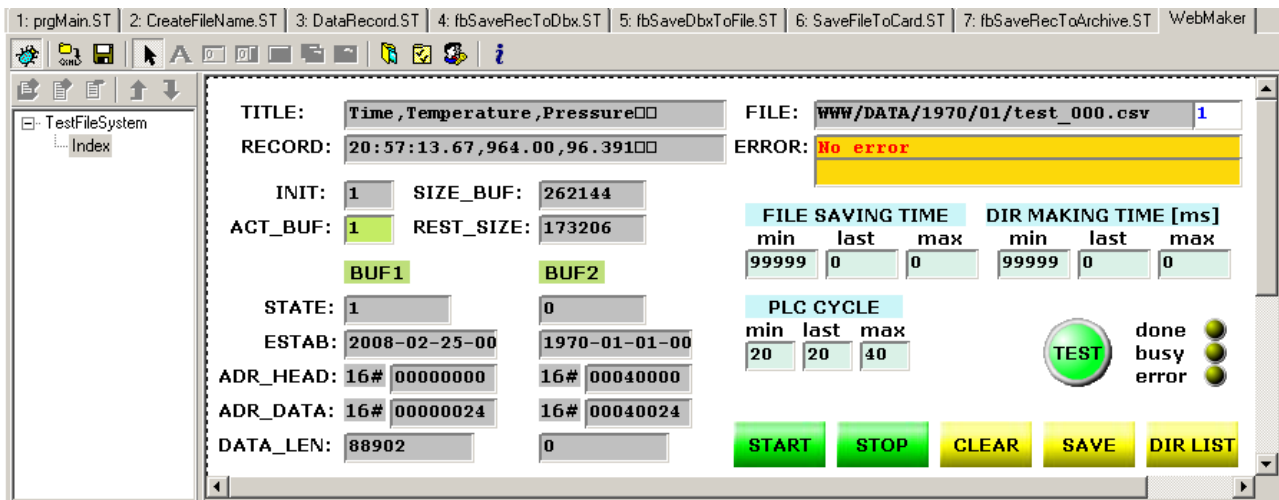 1: prgMain.ST 2: CreateFileName.ST 3: DataRecord.ST 4: fbSaveRecToDbx.ST 5: fbSaveDbxToFile.ST 6: SaveFileToCard.ST 7: fbSaveRecToArchive.ST WebMaker
TestFileSystem
Index
TITLE: Time,Temperature,Pressure□□ FILE: WWW/DATA/1970/01/test_000.csv 1
RECORD: 20:57:13.67,964.00,96.391□□ ERROR: No error
INIT: 1 SIZE_BUF: 262144
ACT_BUF: 1 REST_SIZE: 173206
FILE SAVING TIME DIR MAKING TIME [ms]
min last max min last max
99999 0 0 99999 0 0
BUF1 BUF2
STATE: 1 0
PLC CYCLE
min last max
20 20 40
TEST
done
busy
error
ESTAB: 2008-02-25-00 1970-01-01-00
ADR_HEAD: 16# 00000000 16# 00040000
ADR_DATA: 16# 00000024 16# 00040024
DATA_LEN: 88902 0
START STOP CLEAR SAVE DIR LIST